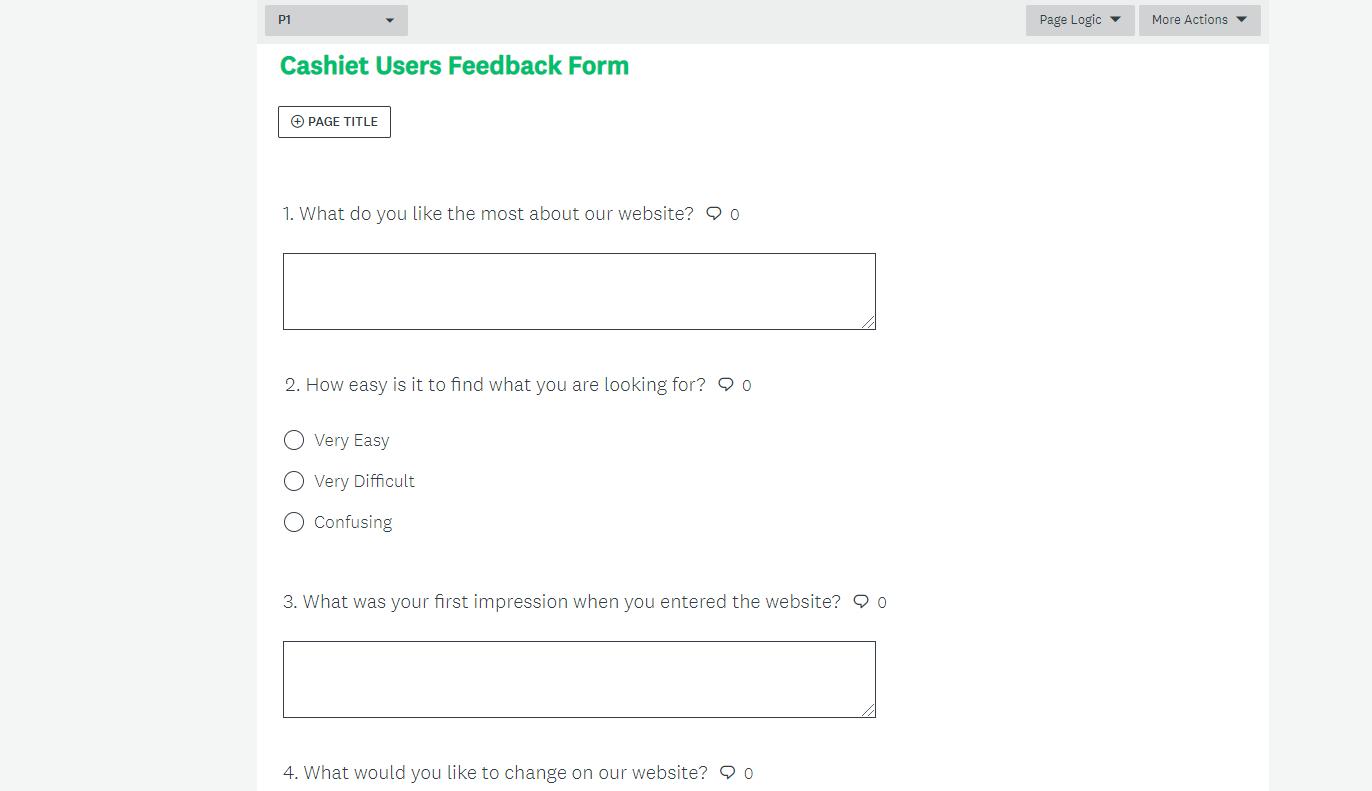 P1
Page Logic
More Actions
Cashiet Users Feedback Form
PAGE TITLE
1. What do you like the most about our website? 0
2. How easy is it to find what you are looking for? 0
Very Easy
Very Difficult
Confusing
3. What was your first impression when you entered the website? 0
4. What would you like to change on our website? 0